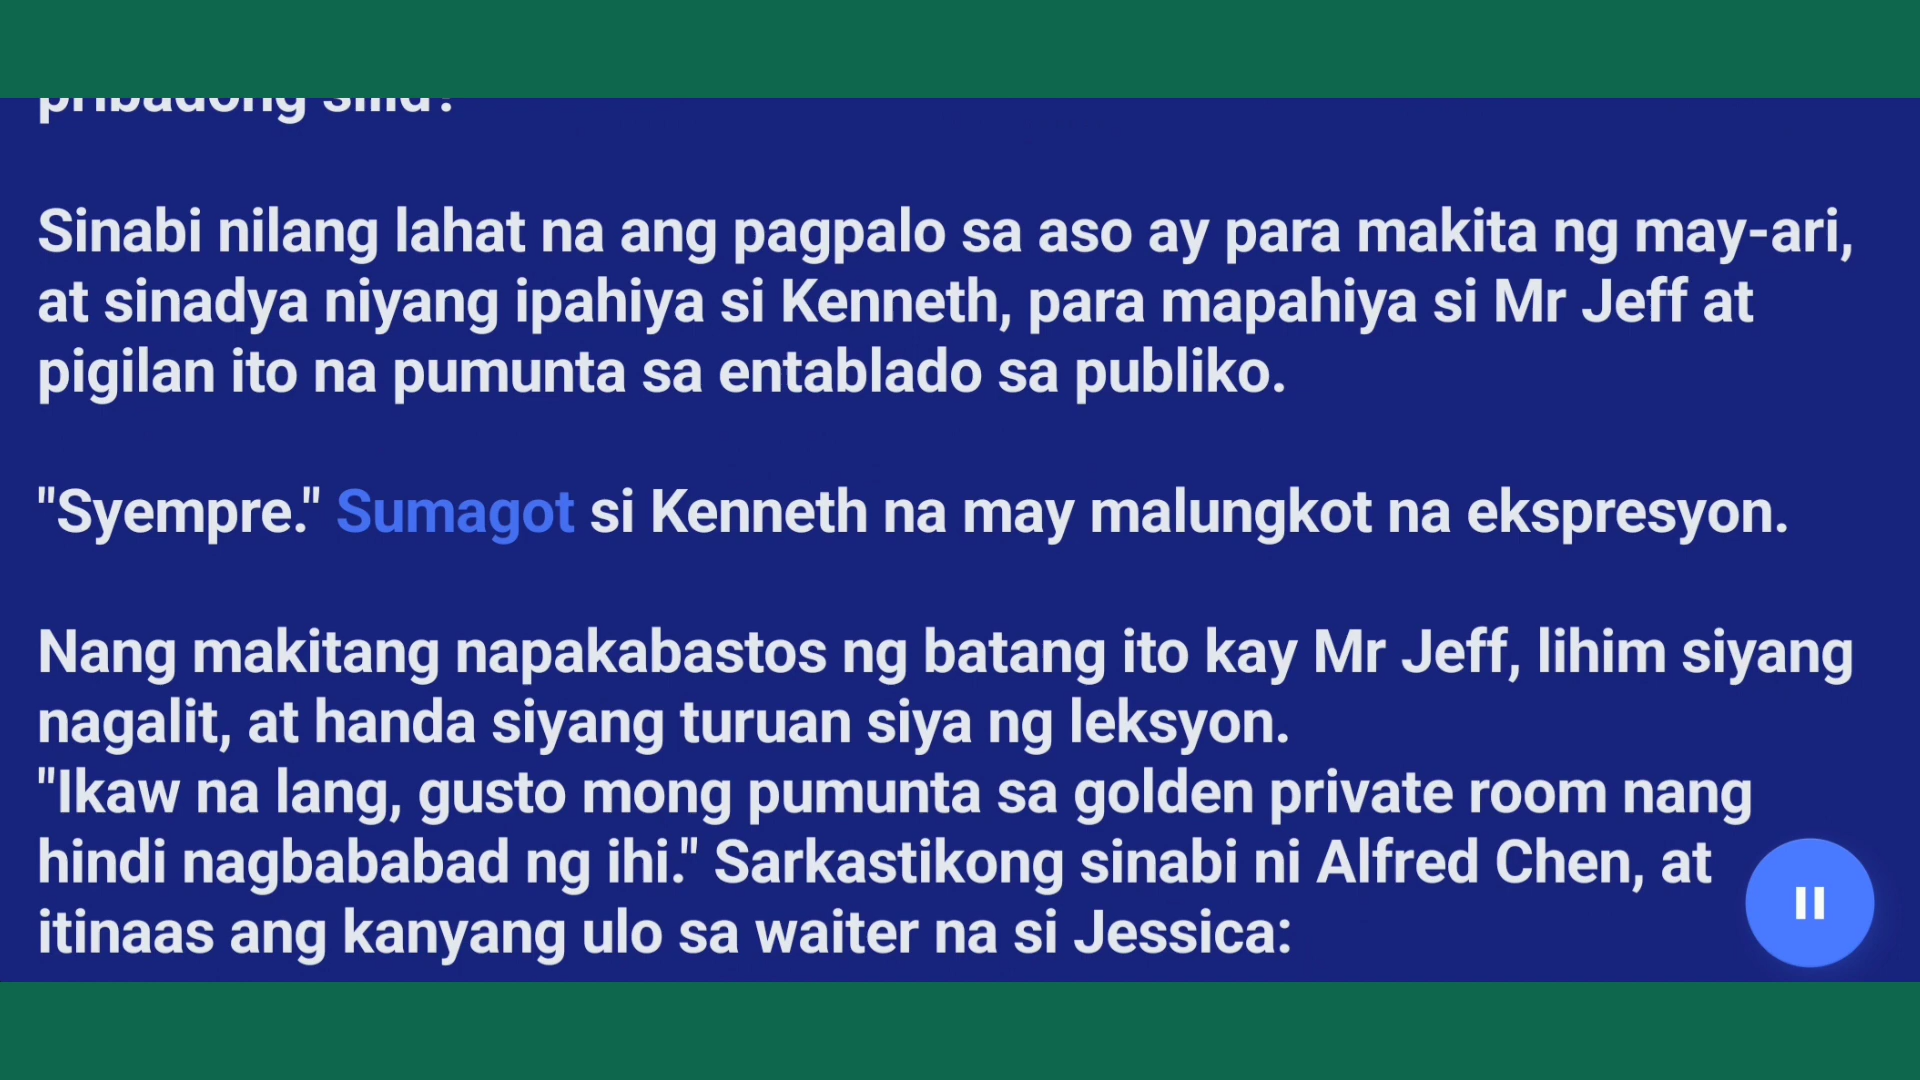 pribadong silid?
Sinabi nilang lahat na ang pagpalo sa aso ay para makita ng may-ari,
at sinadya niyang ipahiya si Kenneth, para mapahiya si Mr Jeff at
pigilan ito na pumunta sa entablado sa publiko.
"Syempre." Sumagot si Kenneth na may malungkot na ekspresyon.
Nang makitang napakabastos ng batang ito kay Mr Jeff, lihim siyang
nagalit, at handa siyang turuan siya ng leksyon.
"Ikaw na lang, gusto mong pumunta sa golden private room nang
hindi nagbababad ng ihi." Sarkastikong sinabi ni Alfred Chen, at
itinaas ang kanyang ulo sa waiter na si Jessica: